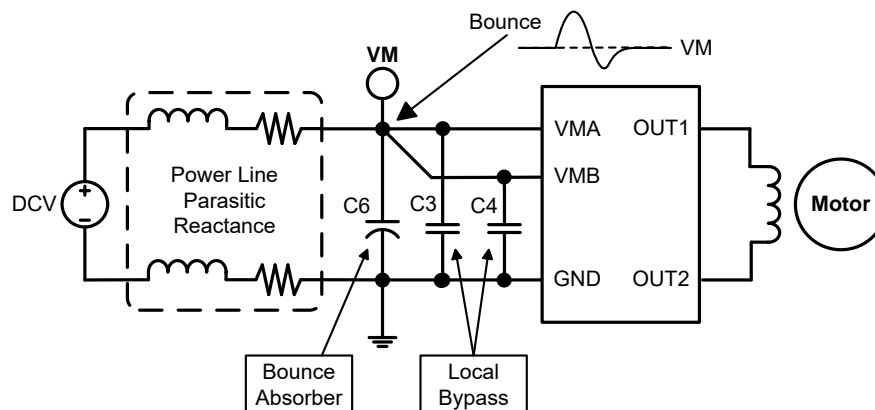 Bounce
VM
VM
VMA
OUT1
VMB
Power Line
Parasitic
Reactance
DCV
+
–
C6
C3
C4
Motor
GND
OUT2
Bounce
Absorber
Local
Bypass